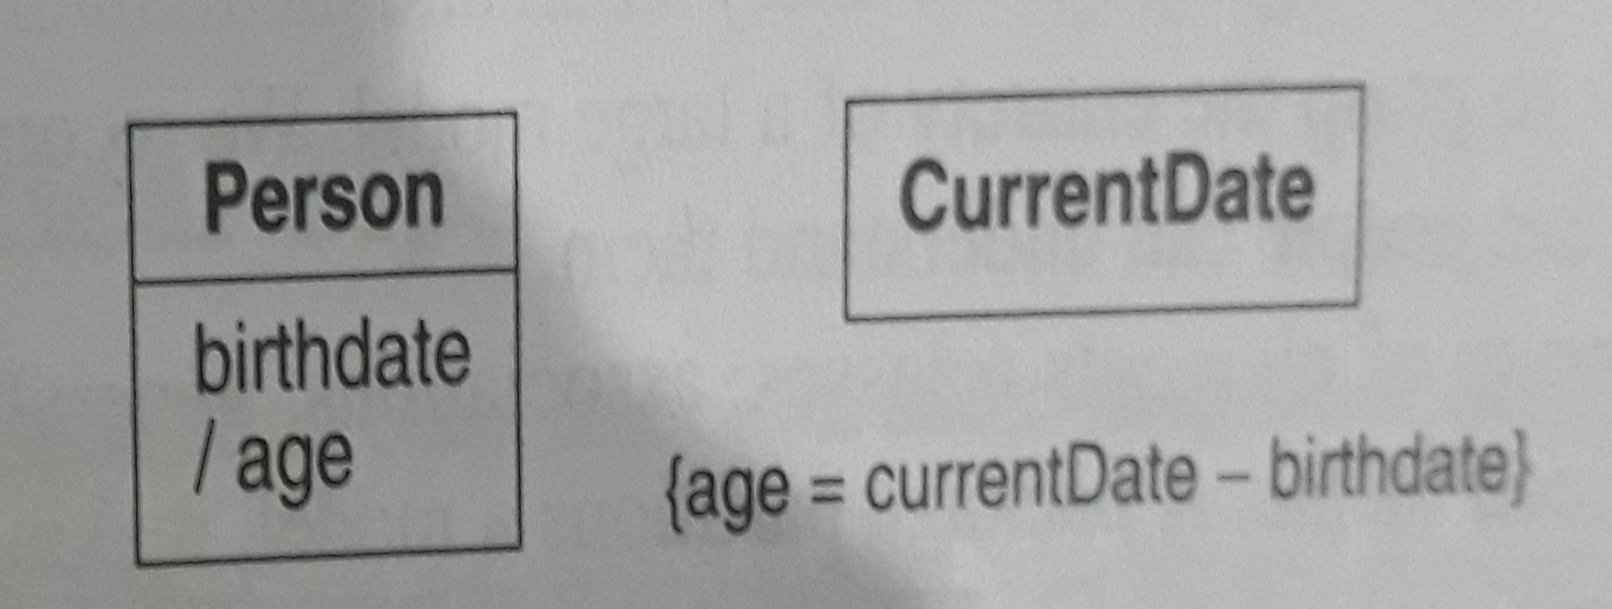 Person
birthdate
/ age
CurrentDate
{age = currentDate – birthdate}